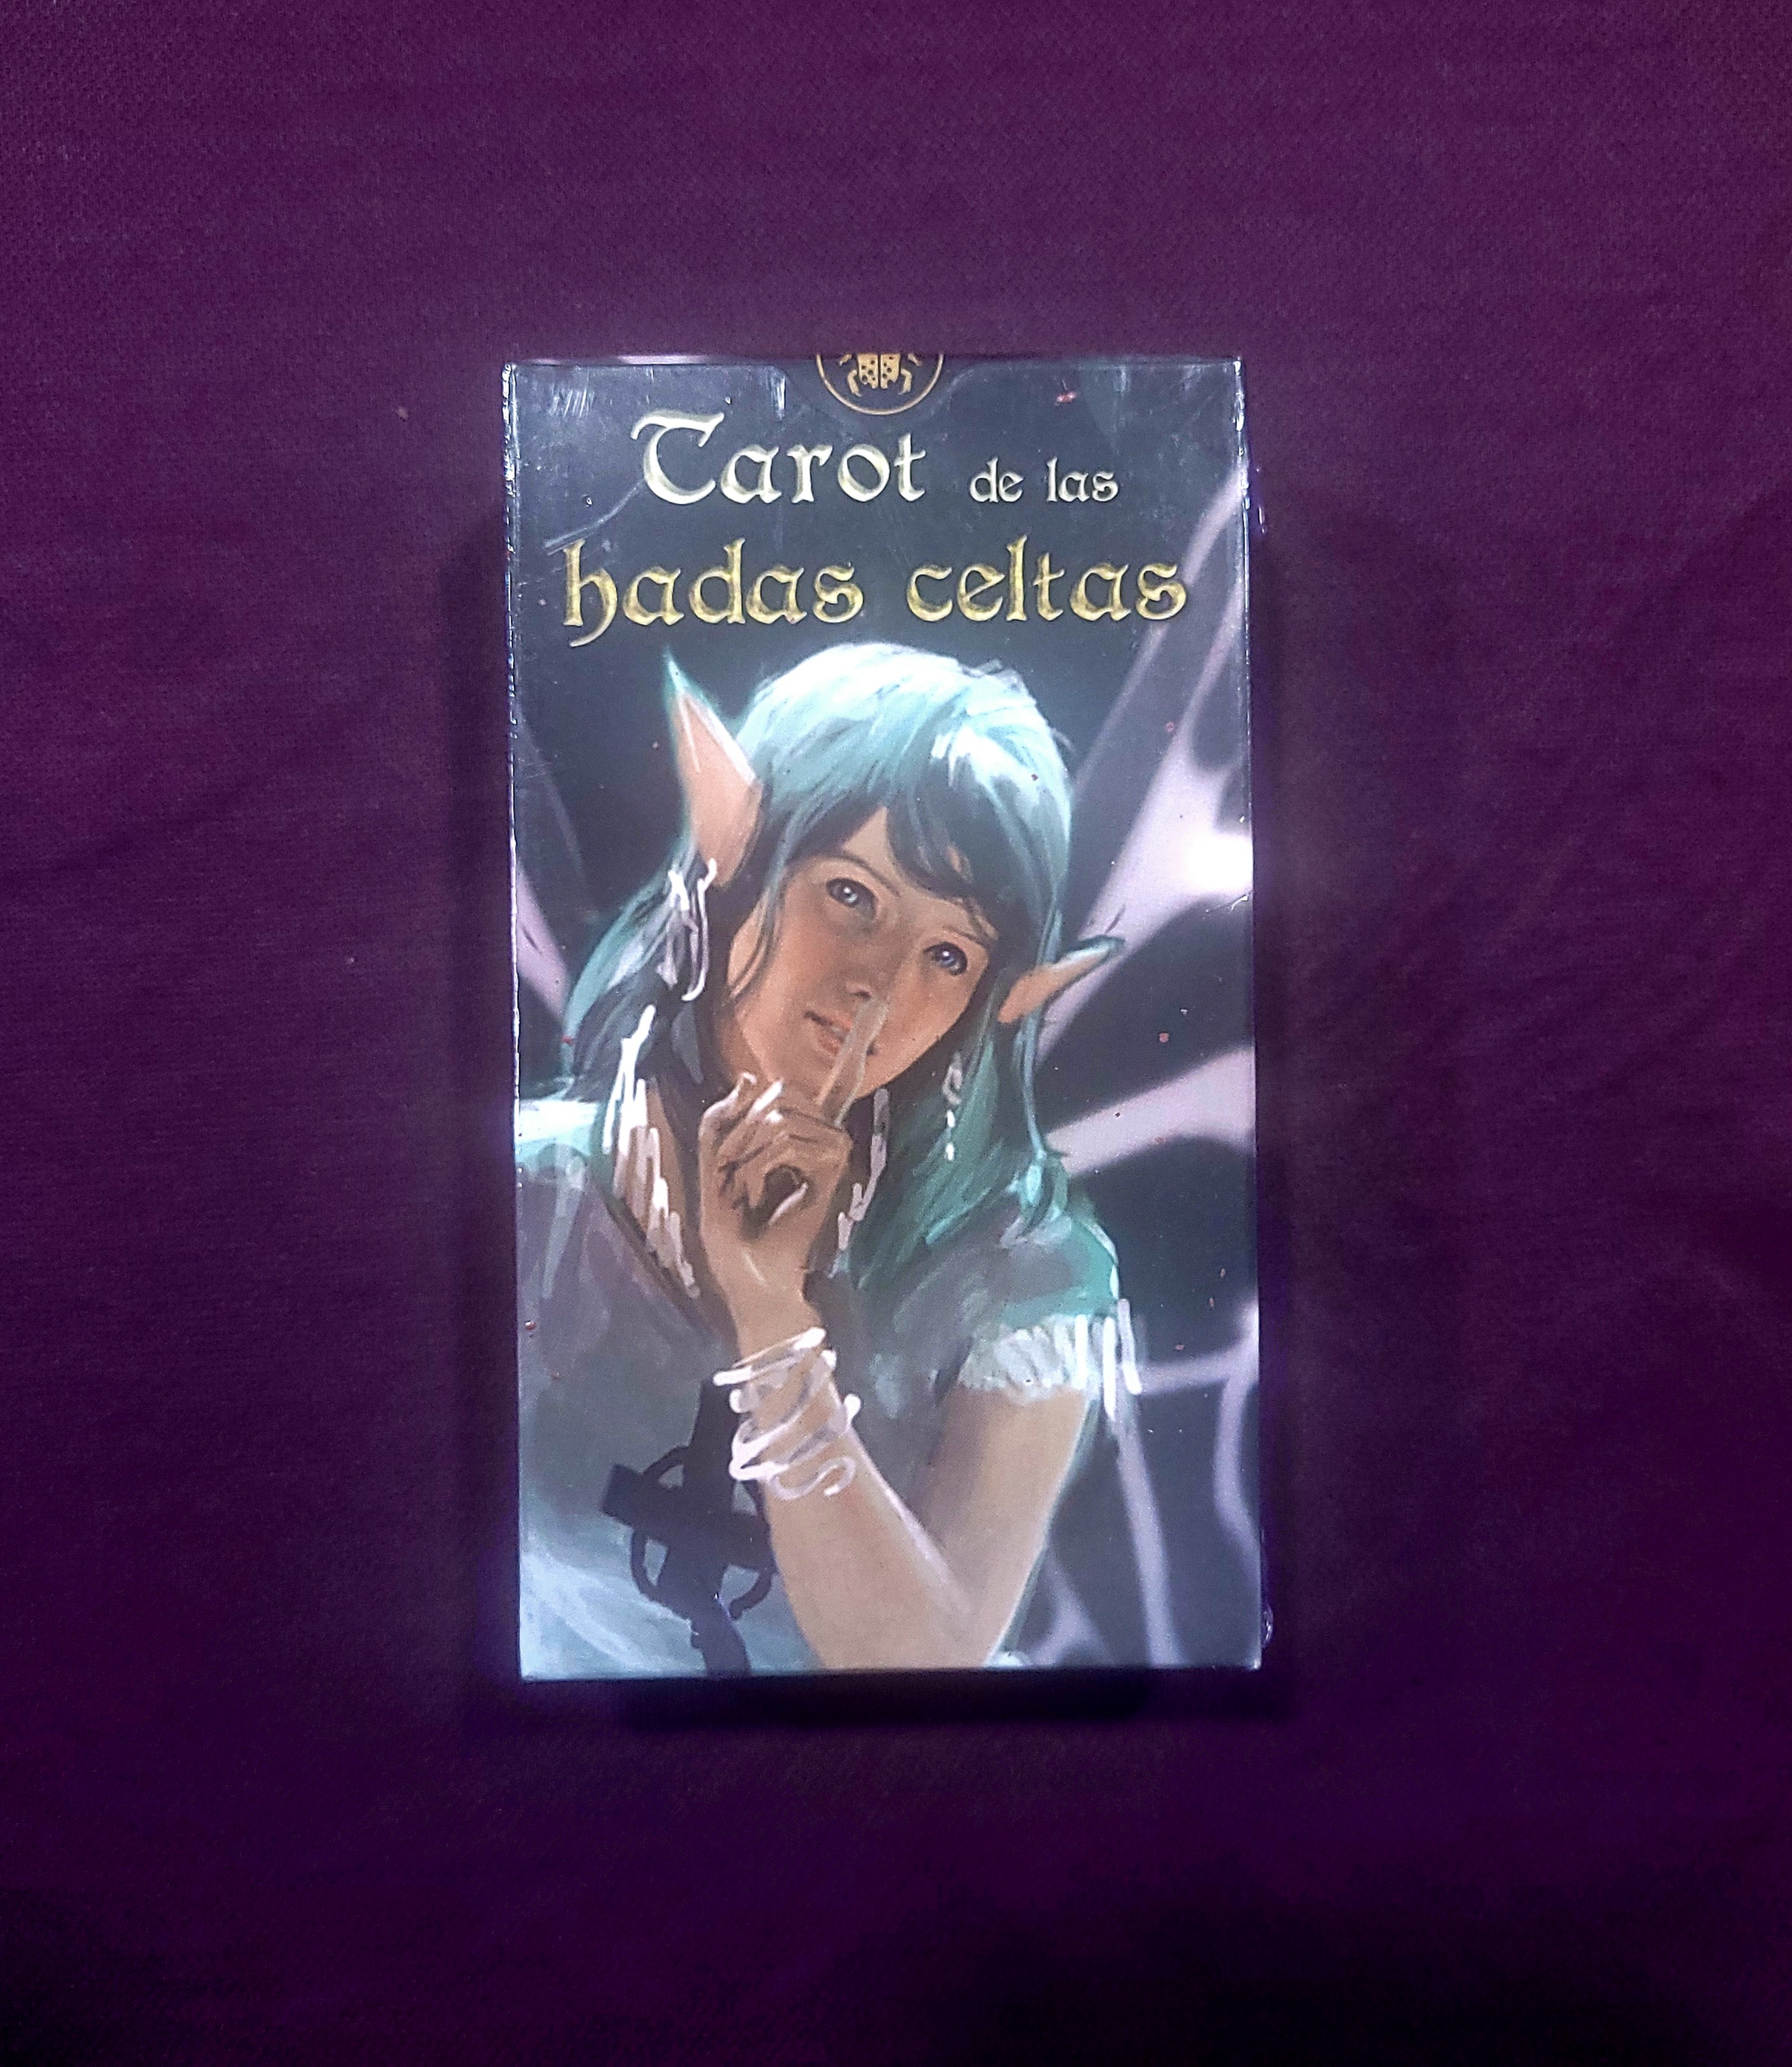 Tarot de las
hadas celtas